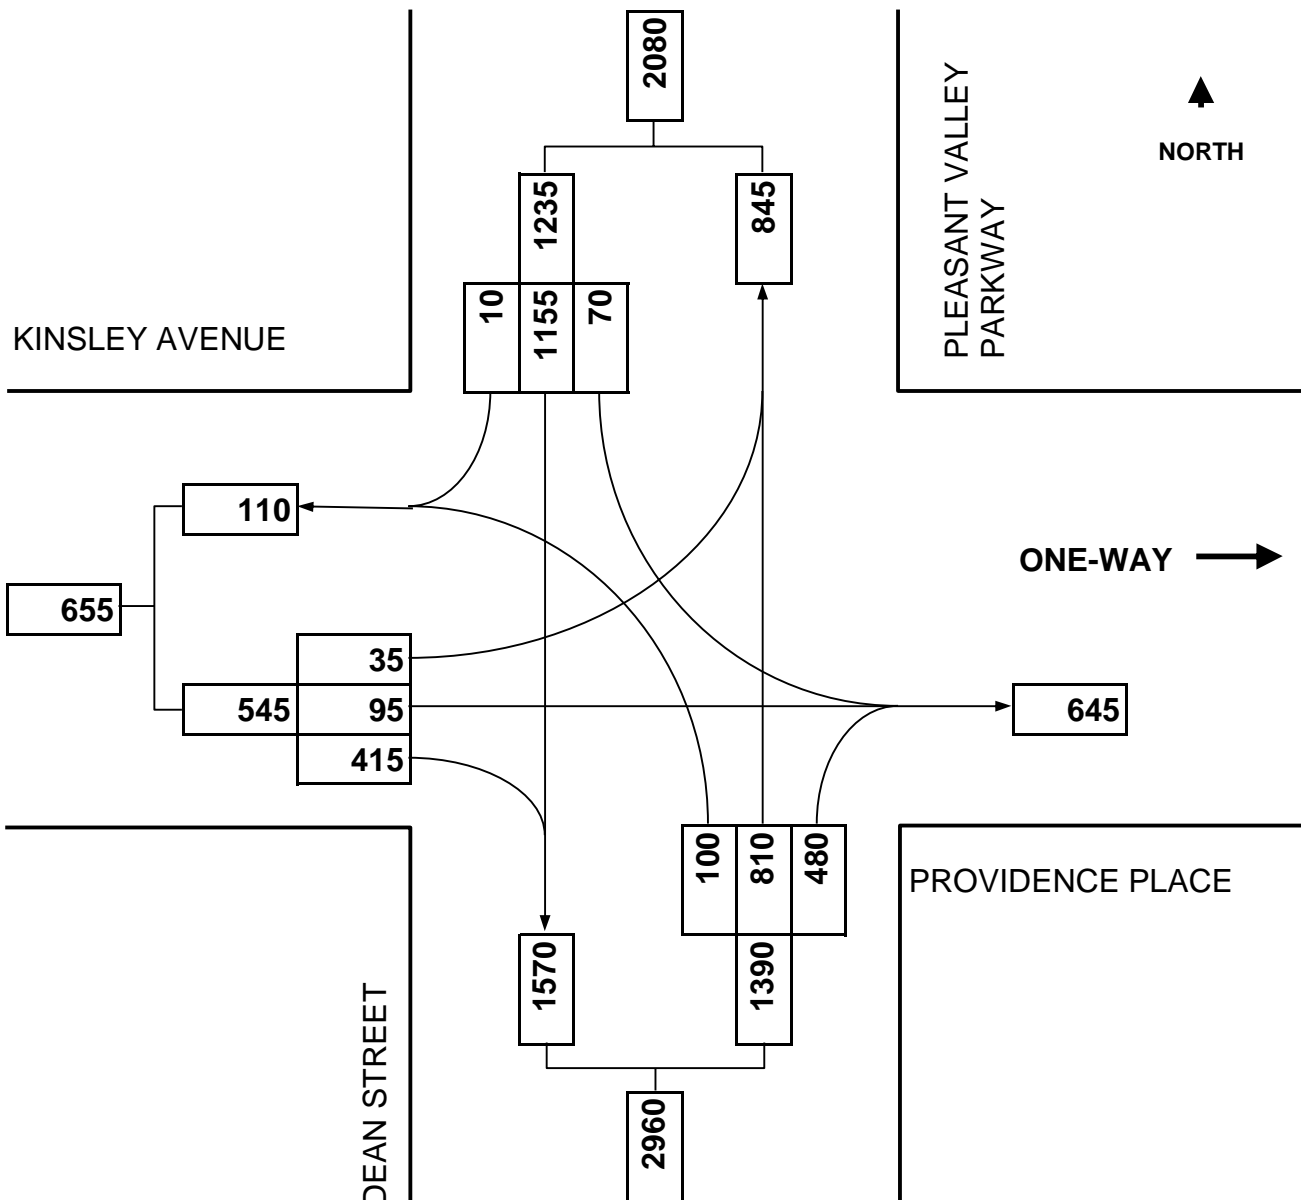 2080
PLEASANT VALLEY
PARKWAY
NORTH
1235
845
10
1155
70
KINSLEY AVENUE
110
ONE-WAY
655
35
545
95
645
415
100
810
480
PROVIDENCE PLACE
1570
1390
DEAN STREET
2960